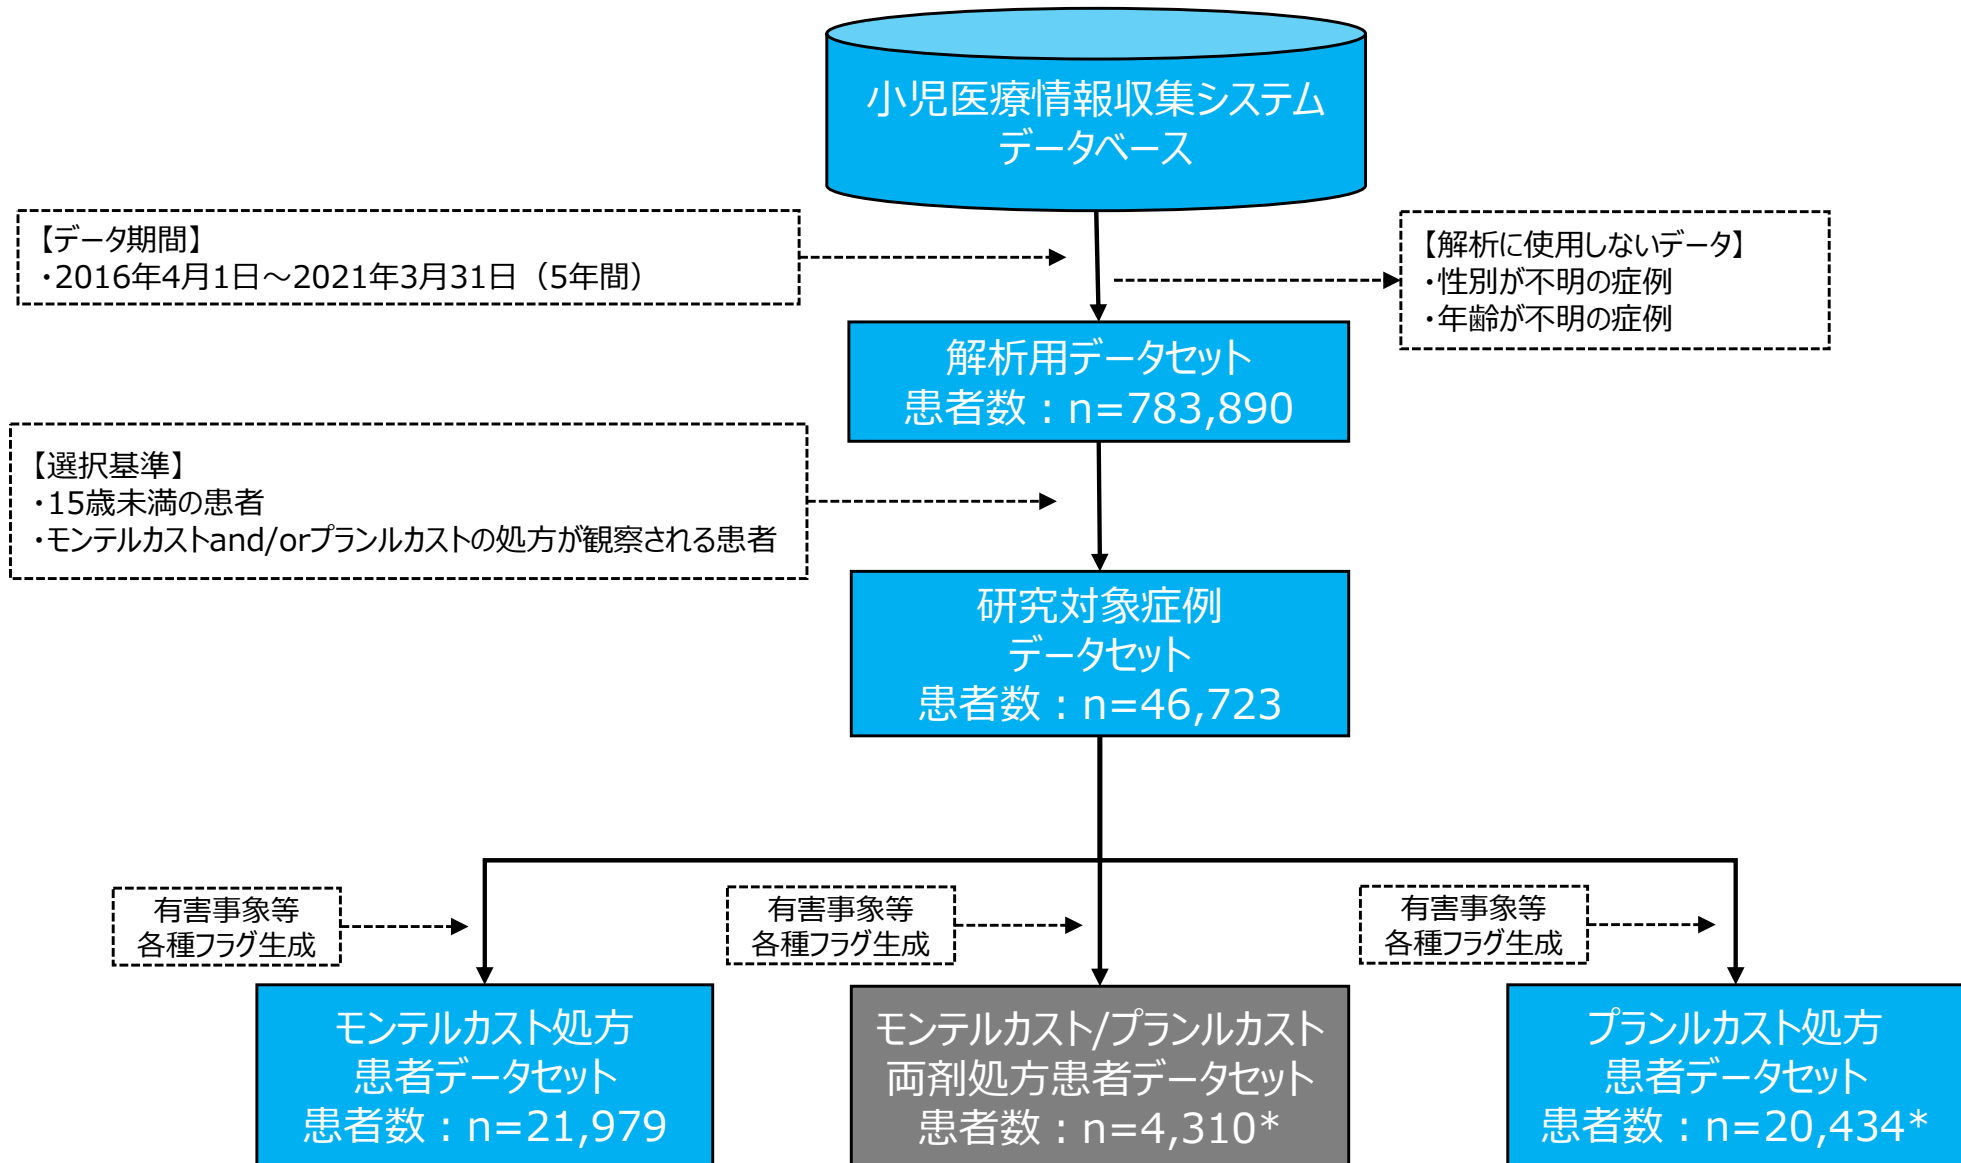 小児医療情報収集システム
データベース
【データ期間】
・2016年4月1日～2021年3月31日（5年間）
【解析に使用しないデータ】
・性別が不明の症例
・年齢が不明の症例
解析用データセット
患者数：n=783,890
【選択基準】
・15歳未満の患者
・モンテルカストand/orプランルカストの処方が観察される患者
研究対象症例
データセット
患者数：n=46,723
有害事象等
各種フラグ生成
有害事象等
各種フラグ生成
有害事象等
各種フラグ生成
モンテルカスト処方
患者データセット
患者数：n=21,979
モンテルカスト/プランルカスト
両剤処方患者データセット
患者数：n=4,310*
プランルカスト処方
患者データセット
患者数：n=20,434*